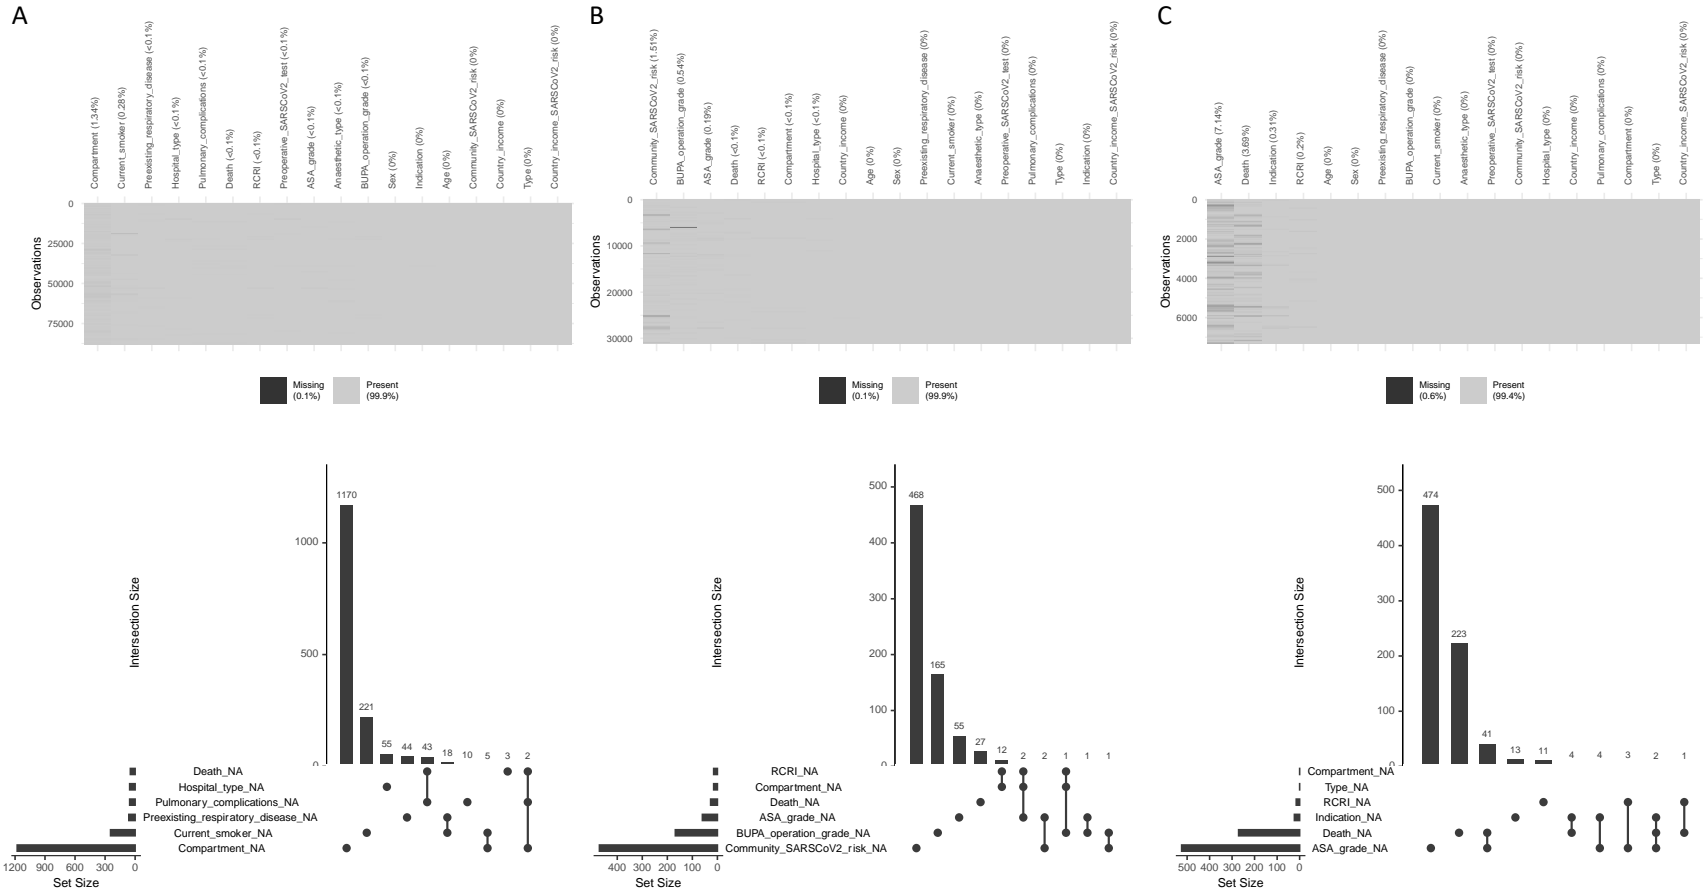 A
Compartment (1.34%)
Current_smoker (0.28%)
Preexisting_respiratory_disease (<0.1%)
Hospital_type (<0.1%)
Pulmonary_complications (<0.1%)
Death (<0.1%)
RCRI (<0.1%)
Preoperative_SARSCoV2_test (<0.1%)
ASA_grade (<0.1%)
Anaesthetic_type (<0.1%)
BUPA_operation_grade (<0.1%)
Sex (0%)
Indication (0%)
Age (0%)
Community_SARSCoV2_risk (0%)
Country_income (0%)
Type (0%)
Country_income_SARSCoV2_risk (0%)
Observations
0
25000
50000
75000
Missing
(0.1%)
Present
(99.9%)
B
Community_SARSCoV2_risk (1.51%)
BUPA_operation_grade (0.54%)
ASA_grade (0.19%)
Death (<0.1%)
RCRI (<0.1%)
Compartment (<0.1%)
Hospital_type (<0.1%)
Country_income (0%)
Age (0%)
Sex (0%)
Preexisting_respiratory_disease (0%)
Current_smoker (0%)
Anaesthetic_type (0%)
Preoperative_SARSCoV2_test (0%)
Pulmonary_complications (0%)
Type (0%)
Indication (0%)
Country_income_SARSCoV2_risk (0%)
Observations
0
10000
20000
30000
Missing
(0.1%)
Present
(99.9%)
C
ASA_grade (7.14%)
Death (3.69%)
Indication (0.31%)
RCRI (0.2%)
Age (0%)
Sex (0%)
Preexisting_respiratory_disease (0%)
BUPA_operation_grade (0%)
Current_smoker (0%)
Anaesthetic_type (0%)
Preoperative_SARSCoV2_test (0%)
Community_SARSCoV2_risk (0%)
Hospital_type (0%)
Country_income (0%)
Pulmonary_complications (0%)
Compartment (0%)
Type (0%)
Country_income_SARSCoV2_risk (0%)
Observations
0
2000
4000
6000
Missing
(0.6%)
Present
(99.4%)
Intersection Size
1000
500
0
1170
221
55
44
43
18
10
5
3
2
Death_NA
Hospital_type_NA
Pulmonary_complications_NA
Preexisting_respiratory_disease_NA
Current_smoker_NA
Compartment_NA
1200 900 600 300 0
Set Size
Intersection Size
500
400
300
200
100
0
468
165
55
27
12
2
2
1
1
1
RCRI_NA
Compartment_NA
Death_NA
ASA_grade_NA
BUPA_operation_grade_NA
Community_SARSCoV2_risk_NA
400 300 200 100 0
Set Size
Intersection Size
500
400
300
200
100
0
474
223
41
13
11
4
4
3
2
1
Compartment_NA
Type_NA
RCRI_NA
Indication_NA
Death_NA
ASA_grade_NA
500 400 300 200 100 0
Set Size